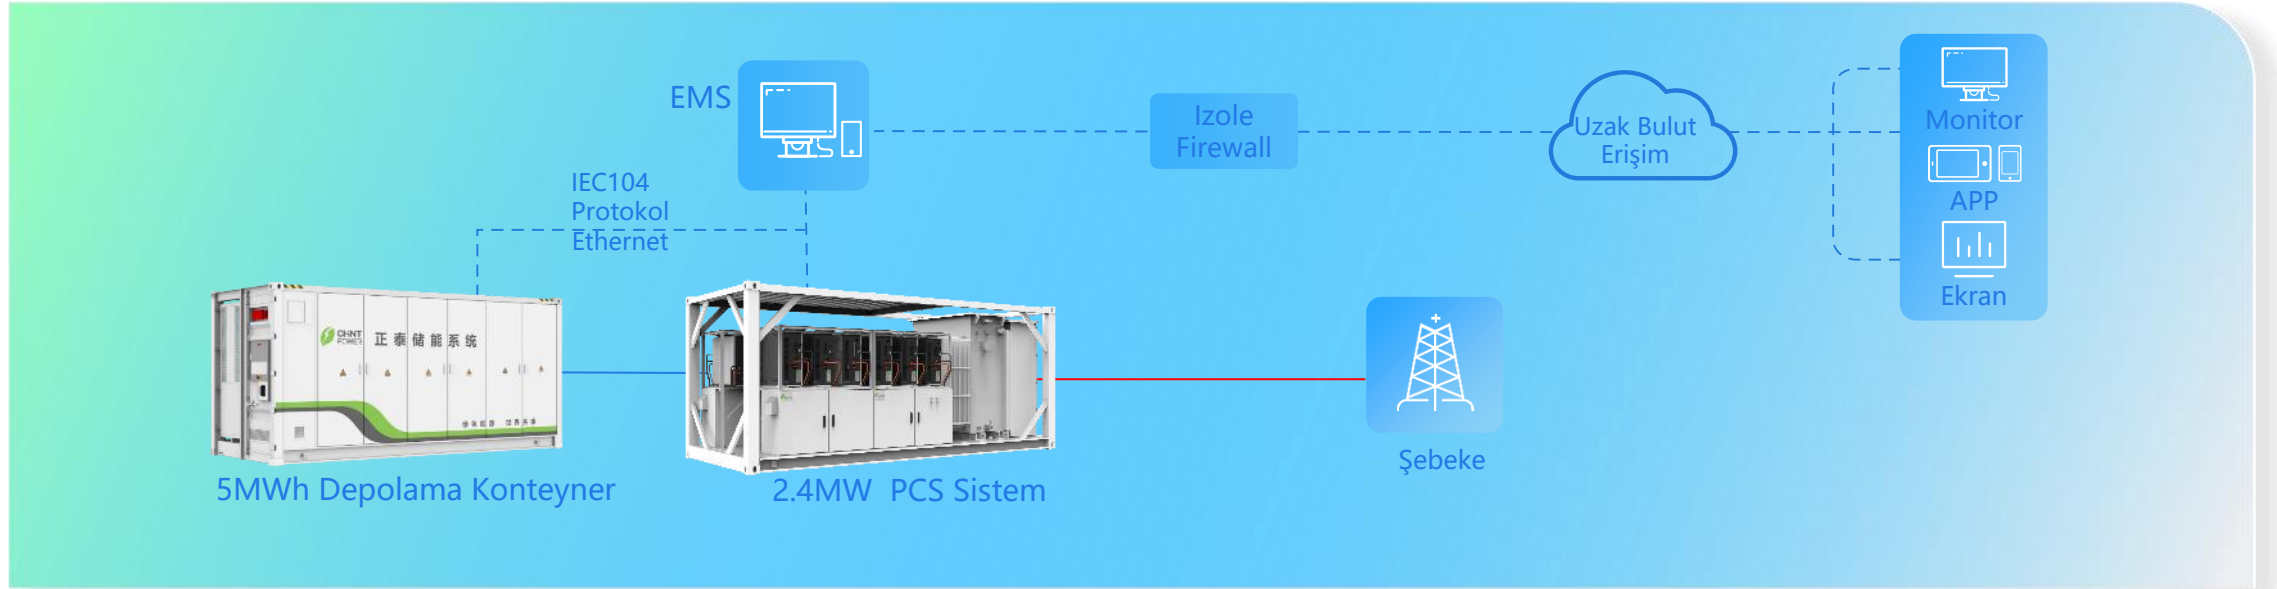 EMS
Izole
Firewall
Uzak Bulut
Erişim
Monitor
APP
Ekran
IEC104
Protokol
Ethernet
CHNT
POWER
正泰储能系统
5MWh Depolama Konteyner
2.4MW PCS Sistem
Şebeke